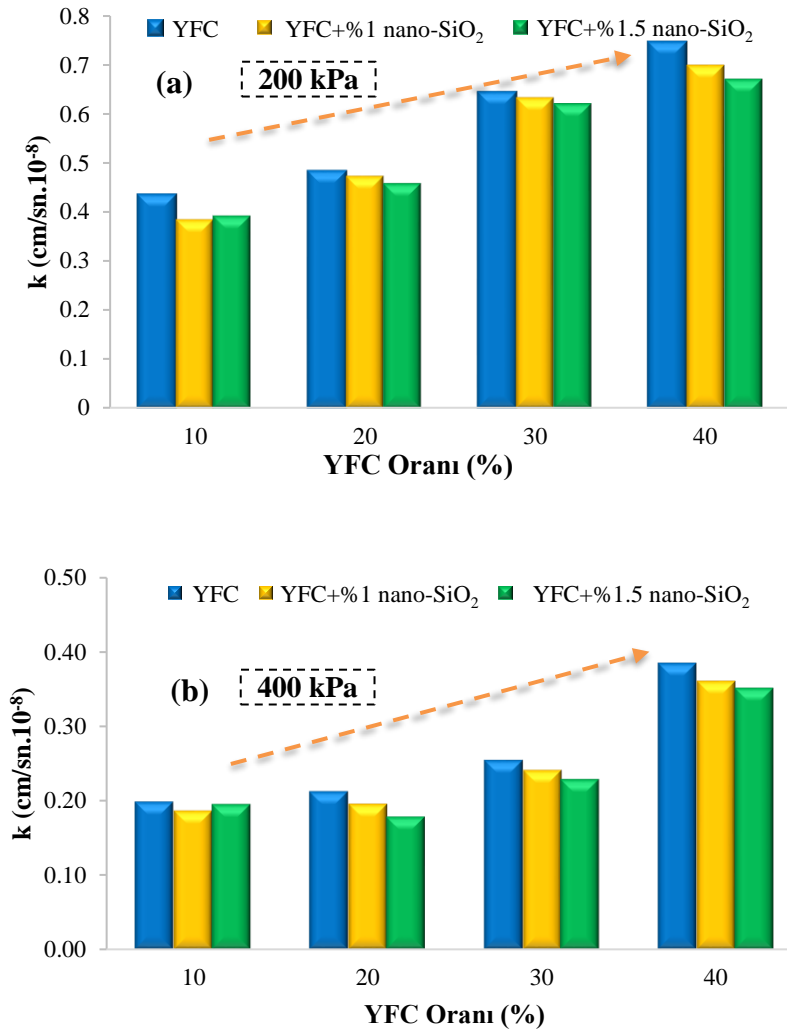 0.8
YFC YFC+%1 nano-SiO₂ YFC+%1.5 nano-SiO₂
0.7
(a) 200 kPa
0.6
0.5
0.4
0.3
0.2
0.1
0
k (cm/sn.10⁻⁸)
10 20 30 40
YFC Oranı (%)
0.50
YFC YFC+%1 nano-SiO₂ YFC+%1.5 nano-SiO₂
0.40
(b) 400 kPa
0.30
0.20
0.10
0.00
k (cm/sn.10⁻⁸)
10 20 30 40
YFC Oranı (%)